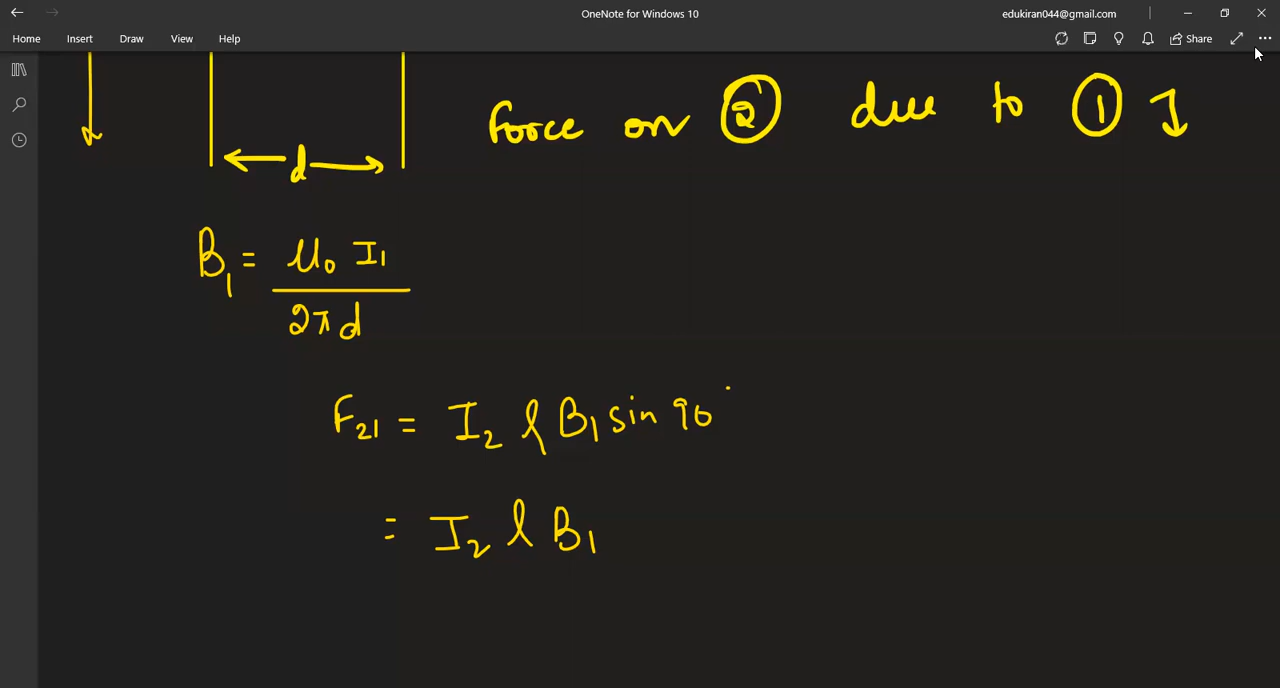 OneNote for Windows 10
edukiran044@gmail.com
Home Insert Draw View Help
Share
Force on ② due to ①
d
B₁ = μ₀ I₁ / 2π d
F₂₁ = I₂ l B₁ sin 90°
= I₂ l B₁